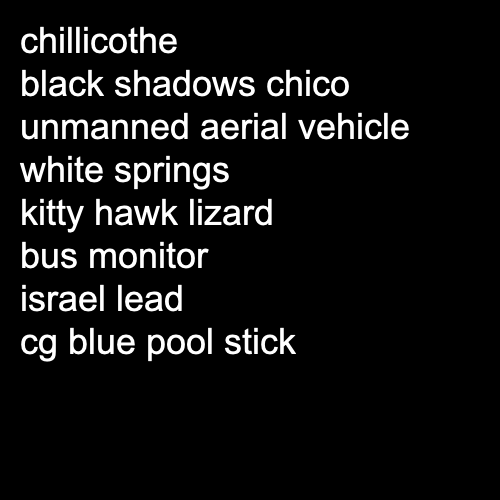 chillicothe
black shadows chico
unmanned aerial vehicle
white springs
kitty hawk lizard
bus monitor
israel lead
cg blue pool stick